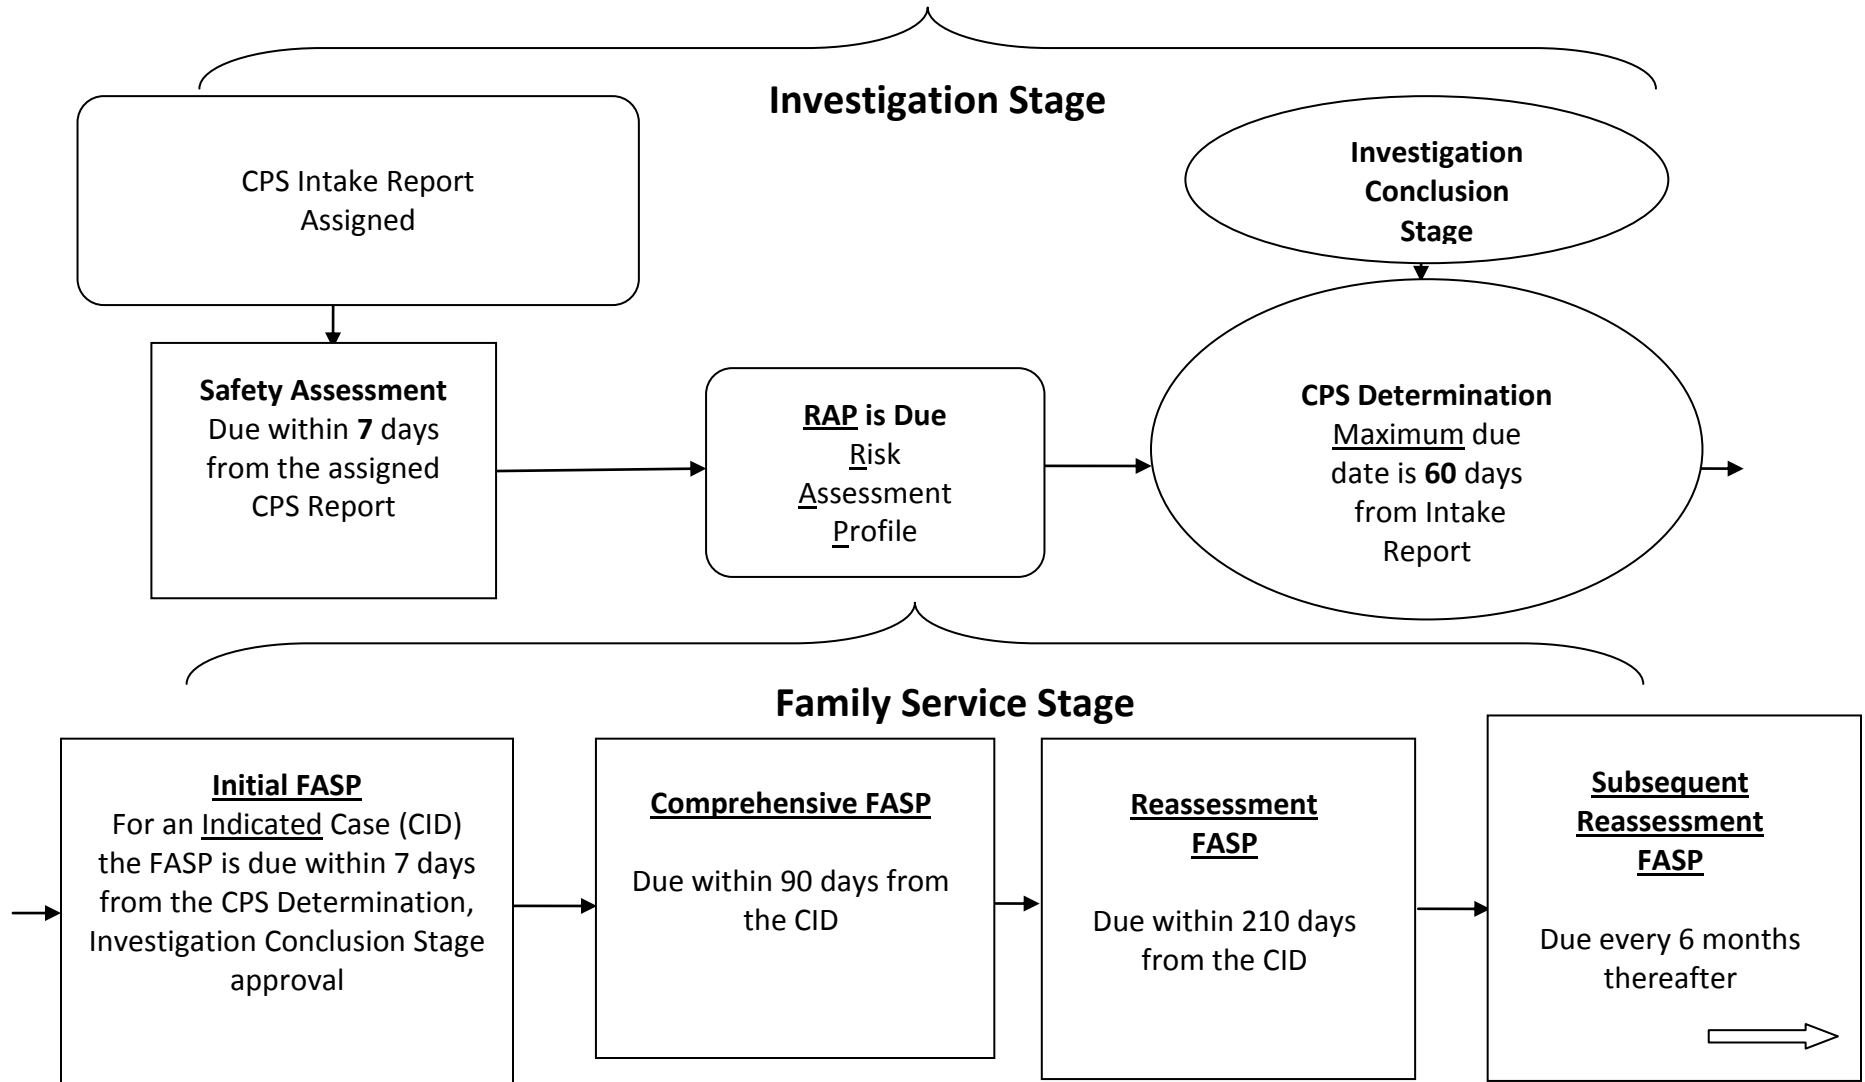 Investigation Stage
CPS Intake Report
Assigned
Investigation
Conclusion
Stage
Safety Assessment
Due within 7 days
from the assigned
CPS Report
RAP is Due
Risk
Assessment
Profile
CPS Determination
Maximum due
date is 60 days
from Intake
Report
Family Service Stage
Initial FASP
For an Indicated Case (CID)
the FASP is due within 7 days
from the CPS Determination,
Investigation Conclusion Stage
approval
Comprehensive FASP
Due within 90 days from
the CID
Reassessment
FASP
Due within 210 days
from the CID
Subsequent
Reassessment
FASP
Due every 6 months
thereafter